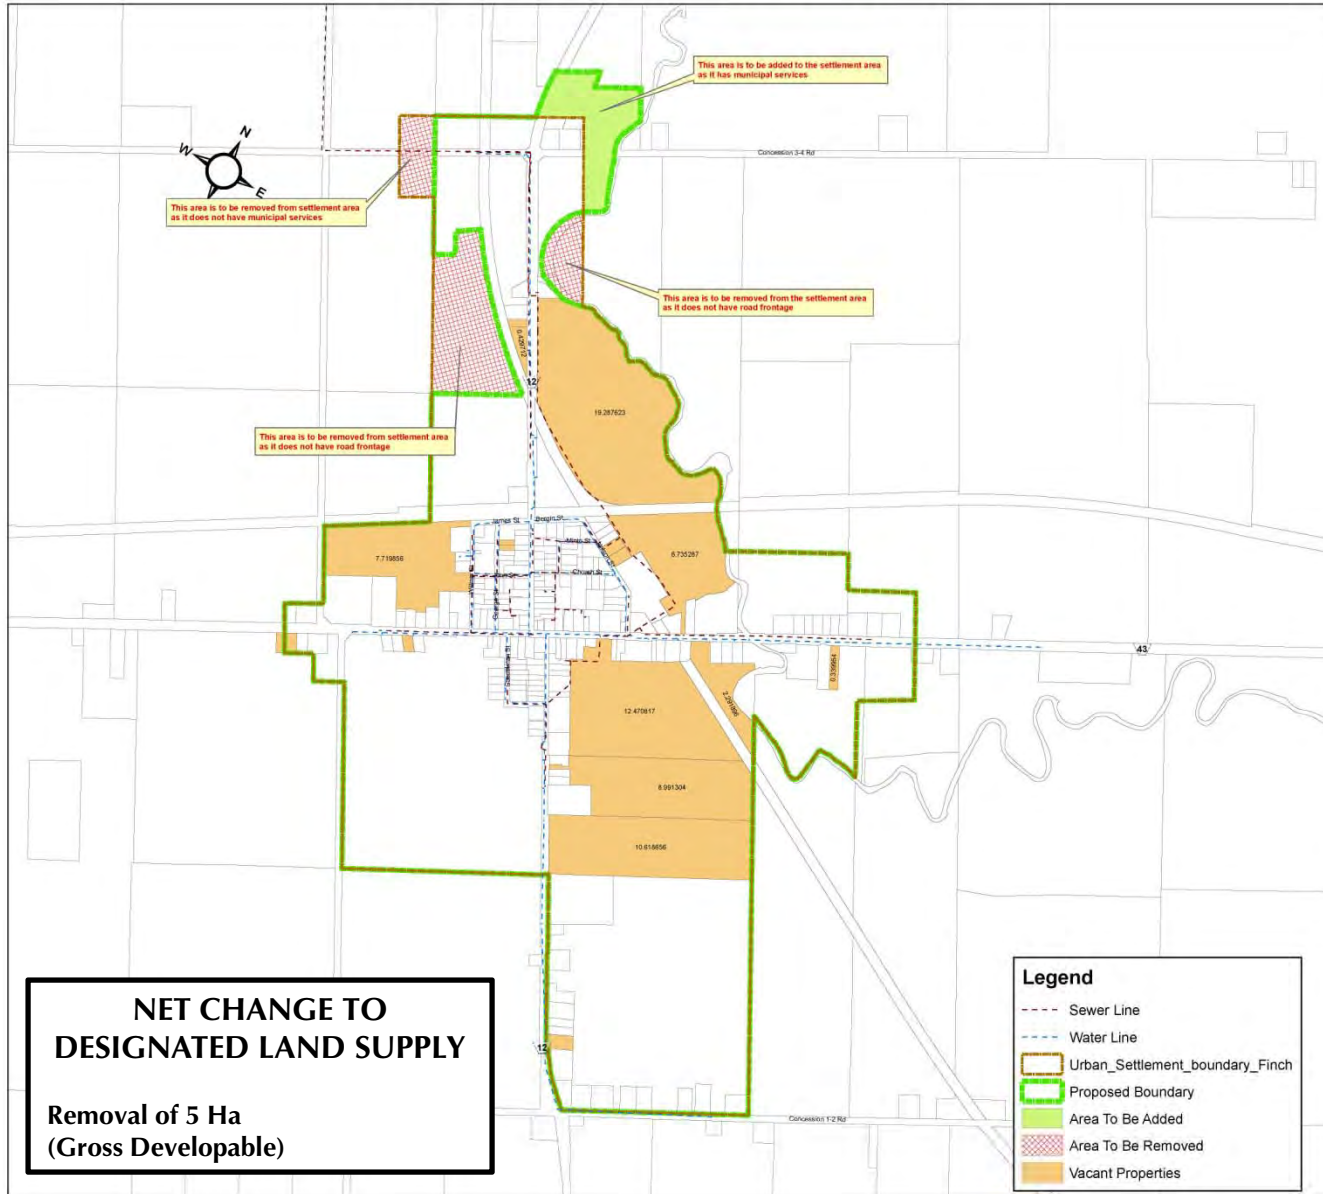 This area is to be added to the settlement area
as it has municipal services
N
W
E
Concession 3-4 Rd
This area is to be removed from settlement area
as it does not have municipal services
This area is to be removed from the settlement area
as it does not have road frontage
0.429712
12
19.287623
This area is to be removed from settlement area
as it does not have road frontage
James St
Church St
7.719856
6.735287
43
0.339964
2.291896
12.470817
8.991304
10.618656
12
Concession 1-2 Rd
NET CHANGE TO
DESIGNATED LAND SUPPLY
Removal of 5 Ha
(Gross Developable)
Legend
Sewer Line
Water Line
Urban_Settlement_boundary_Finch
Proposed Boundary
Area To Be Added
Area To Be Removed
Vacant Properties